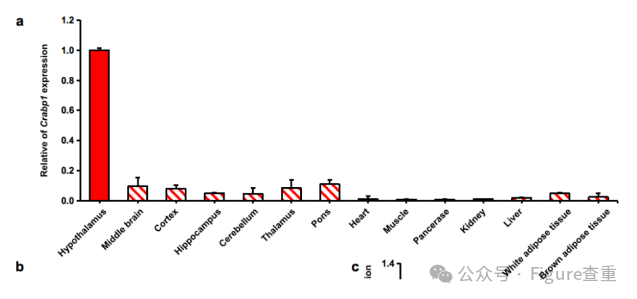 a
Relative of Crabp1 expression
1.2
1.0
0.8
0.6
0.4
0.2
0.0
Hypothalamus
Middle brain
Cortex
Hippocampus
Cerebellum
Thalamus
Pons
Heart
Muscle
Pancerase
Kidney
Liver
White adipose tissue
Brown adipose tissue
b
c
ion
1.4
公众号 · Figure查重